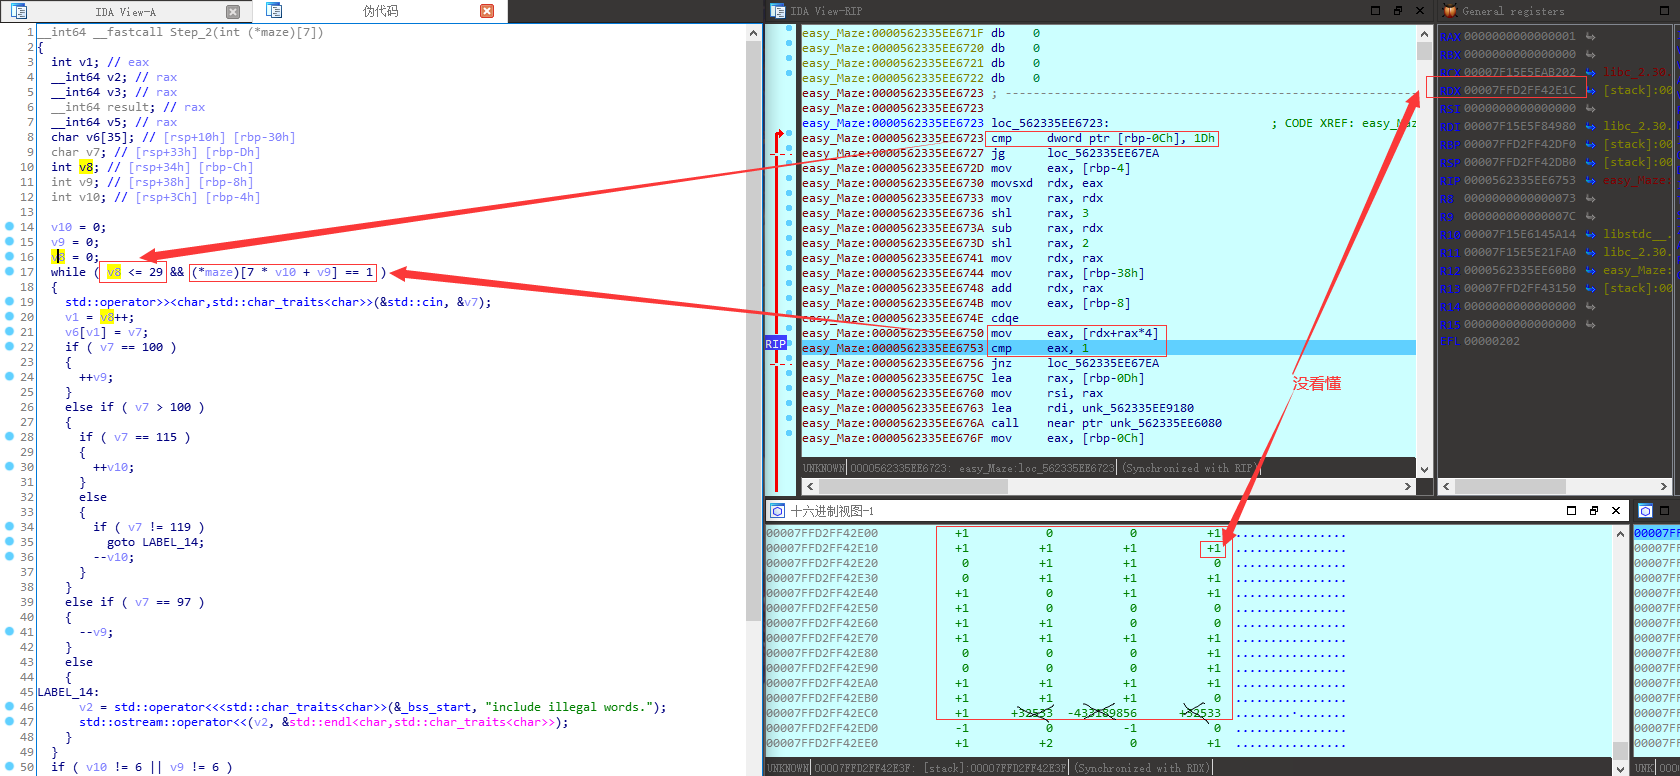 IDA View-A
伪代码
1 __int64 __fastcall Step_2(int (*maze)[7])
2 {
3 int v1; // eax
4 __int64 v2; // rax
5 __int64 v3; // rax
6 __int64 result; // rax
7 __int64 v5; // rax
8 char v6[35]; // [rsp+10h] [rbp-30h]
9 char v7; // [rsp+33h] [rbp-Dh]
10 int v8; // [rsp+34h] [rbp-Ch]
11 int v9; // [rsp+38h] [rbp-8h]
12 int v10; // [rsp+3Ch] [rbp-4h]
13
14 v10 = 0;
15 v9 = 0;
16 v8 = 0;
17 while ( v8 <= 29 && (*maze)[7 * v10 + v9] == 1 )
18 {
19 std::operator>><char,std::char_traits<char>>(&std::cin, &v7);
20 v1 = v8++;
21 v6[v1] = v7;
22 if ( v7 == 100 )
23 {
24 ++v9;
25 }
26 else if ( v7 > 100 )
27 {
28 if ( v7 == 115 )
29 {
30 ++v10;
31 }
32 else
33 {
34 if ( v7 != 119 )
35 goto LABEL_14;
36 --v10;
37 }
38 }
39 else if ( v7 == 97 )
40 {
41 --v9;
42 }
43 else
44 {
45 LABEL_14:
46 v2 = std::operator<<<std::char_traits<char>>(&_bss_start, "include illegal words.");
47 std::ostream::operator<<(v2, &std::endl<char,std::char_traits<char>>);
48 }
49 }
50 if ( v10 != 6 || v9 != 6 )
IDA View-RIP
easy_Maze:0000562335EE671F db 0
easy_Maze:0000562335EE6720 db 0
easy_Maze:0000562335EE6721 db 0
easy_Maze:0000562335EE6722 db 0
easy_Maze:0000562335EE6723 ; ---------------------------------------------------------
easy_Maze:0000562335EE6723
easy_Maze:0000562335EE6723 loc_562335EE6723: ; CODE XREF: easy_Maz
easy_Maze:0000562335EE6723 cmp dword ptr [rbp-0Ch], 1Dh
easy_Maze:0000562335EE6727 jg loc_562335EE67EA
easy_Maze:0000562335EE672D mov eax, [rbp-4]
easy_Maze:0000562335EE6730 movsxd rdx, eax
easy_Maze:0000562335EE6733 mov rax, rdx
easy_Maze:0000562335EE6736 shl rax, 3
easy_Maze:0000562335EE673A sub rax, rdx
easy_Maze:0000562335EE673D shl rax, 2
easy_Maze:0000562335EE6741 mov rdx, rax
easy_Maze:0000562335EE6744 mov rax, [rbp-38h]
easy_Maze:0000562335EE6748 add rdx, rax
easy_Maze:0000562335EE674B mov eax, [rbp-8]
easy_Maze:0000562335EE674E cdqe
easy_Maze:0000562335EE6750 mov eax, [rdx+rax*4]
RIP easy_Maze:0000562335EE6753 cmp eax, 1
easy_Maze:0000562335EE6756 jnz loc_562335EE67EA
easy_Maze:0000562335EE675C lea rax, [rbp-0Dh]
easy_Maze:0000562335EE6760 mov rsi, rax
easy_Maze:0000562335EE6763 lea rdi, unk_562335EE9180
easy_Maze:0000562335EE676A call near ptr unk_562335EE6080
easy_Maze:0000562335EE676F mov eax, [rbp-0Ch]
UNKNOWN 0000562335EE6723: easy_Maze:loc_562335EE6723 (Synchronized with RIP)
没看懂
General registers
RAX 0000000000000001
RBX 0000000000000000
RCX 00007F15E5EAB202 libc_2.30.
RDX 00007FFD2FF42E1C [stack]:00
RSI 0000000000000000
RDI 00007F15E5F84980 libc_2.30.
RBP 00007FFD2FF42DF0 [stack]:00
RSP 00007FFD2FF42DB0 [stack]:00
RIP 0000562335EE6753 easy_Maze:
R8 0000000000000073
R9 000000000000007C
R10 00007F15E6145A14 libstdc__.
R11 00007F15E5E21FA0 libc_2.30.
R12 0000562335EE60B0 easy_Maze:
R13 00007FFD2FF43150 [stack]:00
R14 0000000000000000
R15 0000000000000000
EFL 00000202
十六进制视图-1
00007FFD2FF42E00 +1 0 0 +1 ................
00007FFD2FF42E10 +1 +1 +1 +1 ................
00007FFD2FF42E20 0 +1 +1 0 ................
00007FFD2FF42E30 0 +1 +1 +1 ................
00007FFD2FF42E40 +1 0 0 +1 ................
00007FFD2FF42E50 +1 0 0 0 ................
00007FFD2FF42E60 +1 +1 0 0 ................
00007FFD2FF42E70 +1 +1 +1 +1 ................
00007FFD2FF42E80 0 0 0 +1 ................
00007FFD2FF42E90 0 0 0 +1 ................
00007FFD2FF42EA0 +1 +1 +1 +1 ................
00007FFD2FF42EB0 +1 +1 +1 0 ................
00007FFD2FF42EC0 +1 +32533 -433189856 +32533
00007FFD2FF42ED0 -1 0 -1 0 ................
00007FFD2FF42EE0 +1 +2 0 +1 ................
UNKNOWN 00007FFD2FF42E3F: [stack]:00007FFD2FF42E3F (Synchronized with RDX)
00007FF
UNK